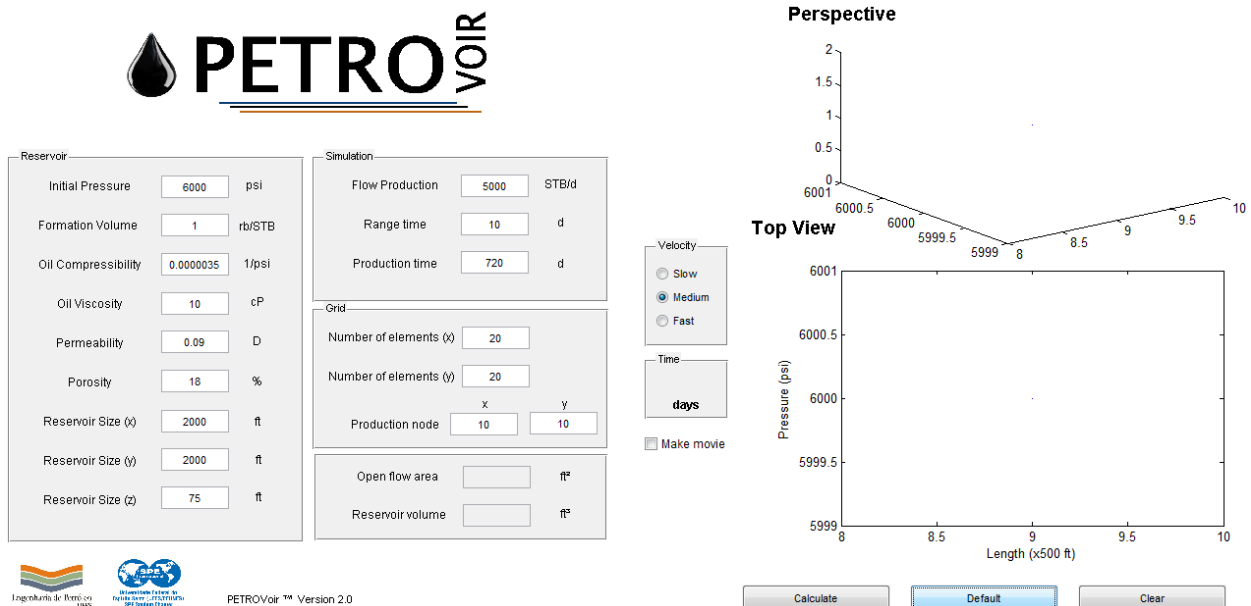 PETRO
VOIR
Reservoir
Initial Pressure 6000 psi
Formation Volume 1 rb/STB
Oil Compressibility 0.0000035 1/psi
Oil Viscosity 10 cP
Permeability 0.09 D
Porosity 18 %
Reservoir Size (x) 2000 ft
Reservoir Size (y) 2000 ft
Reservoir Size (z) 75 ft
Simulation
Flow Production 5000 STB/d
Range time 10 d
Production time 720 d
Grid
Number of elements (x) 20
Number of elements (y) 20
x y
Production node 10 10
Open flow area ft²
Reservoir volume ft³
Velocity
Slow
Medium
Fast
Time
days
Make movie
Perspective
2
1.5
1
0.5
0
6001
6000.5
6000
5999.5
5999
8
8.5
9
9.5
10
Top View
6001
6000.5
6000
5999.5
5999
Pressure (psi)
8 8.5 9 9.5 10
Length (x500 ft)
Calculate Default Clear
SPE
PETROVoir ™ Version 2.0